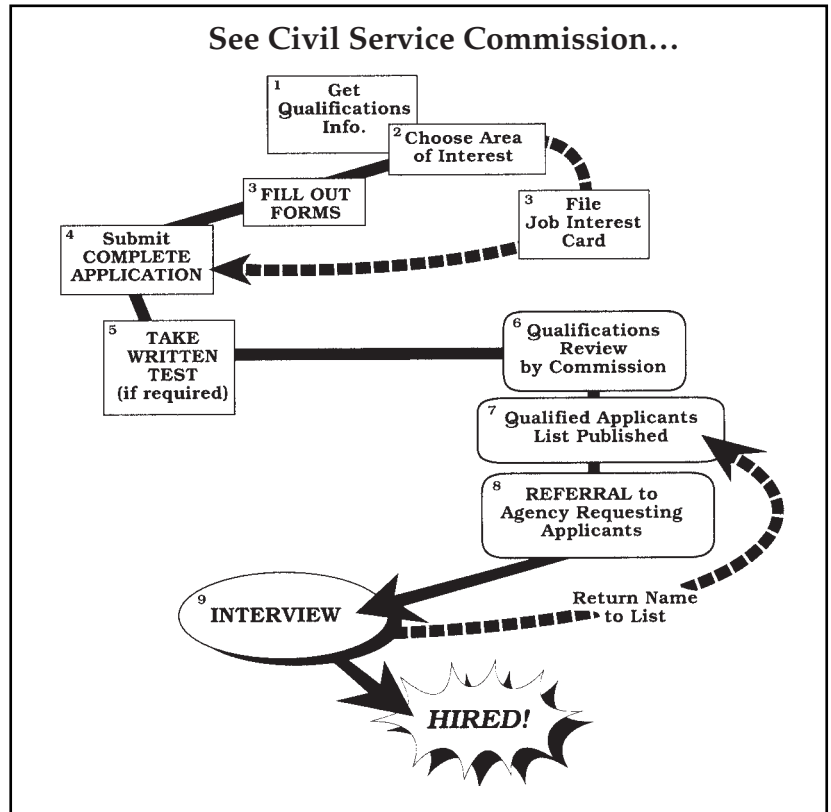 See Civil Service Commission…
1
Get
Qualifications
Info.
2 Choose Area
of Interest
3 FILL OUT
FORMS
3 File
Job Interest
Card
4 Submit
COMPLETE
APPLICATION
5 TAKE
WRITTEN
TEST
(if required)
6 Qualifications
Review
by Commission
7 Qualified Applicants
List Published
8 REFERRAL to
Agency Requesting
Applicants
9 INTERVIEW
Return Name
to List
HIRED!